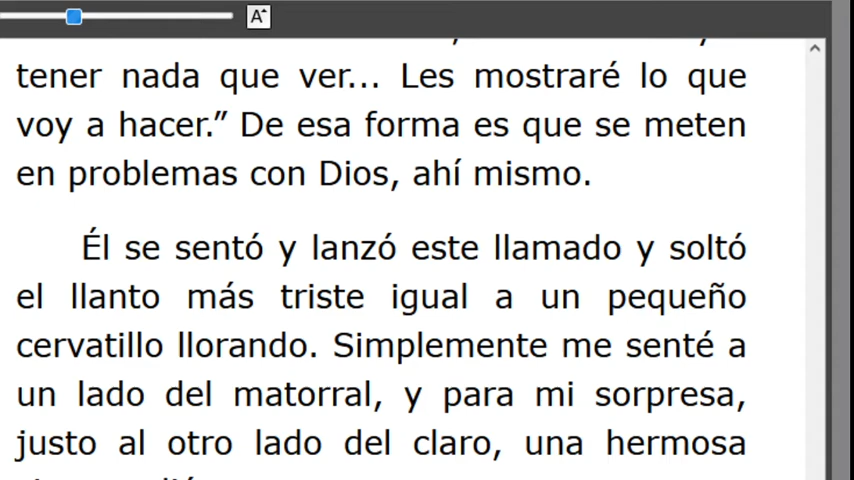 A
tener nada que ver... Les mostraré lo que
voy a hacer.” De esa forma es que se meten
en problemas con Dios, ahí mismo.
Él se sentó y lanzó este llamado y soltó
el llanto más triste igual a un pequeño
cervatillo llorando. Simplemente me senté a
un lado del matorral, y para mi sorpresa,
justo al otro lado del claro, una hermosa